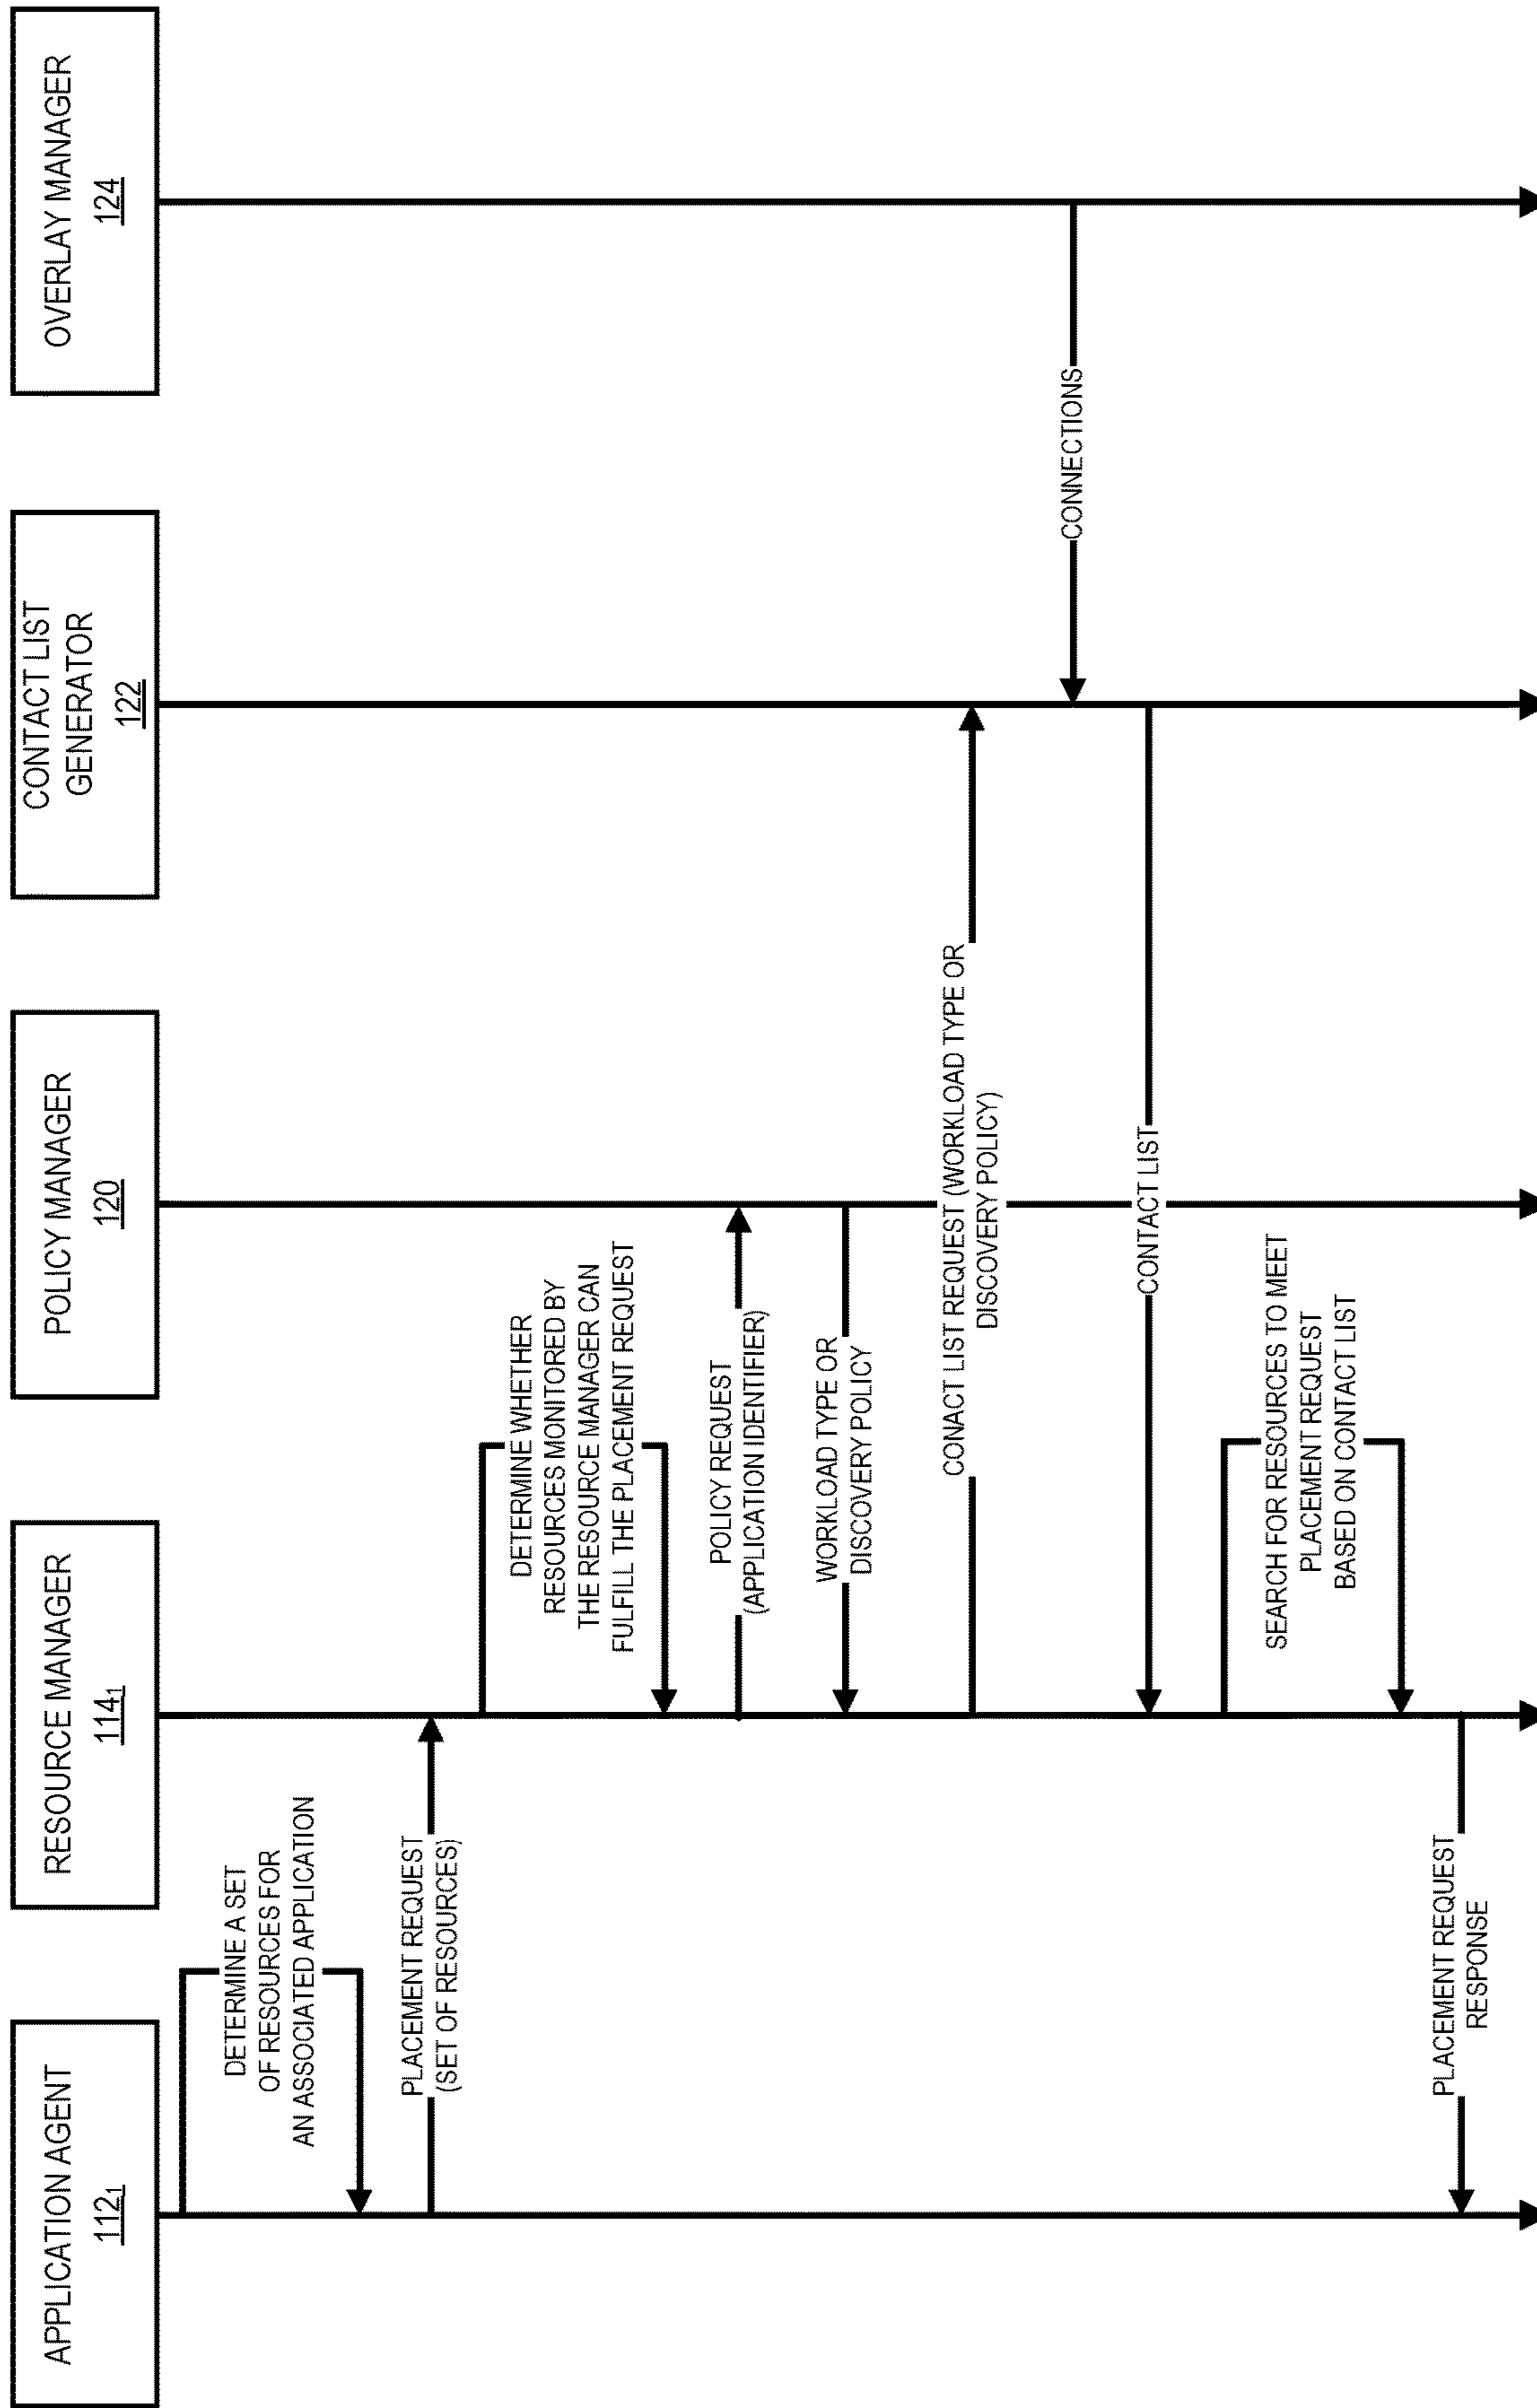 APPLICATION AGENT
112₁
RESOURCE MANAGER
114₁
POLICY MANAGER
120
CONTACT LIST
GENERATOR
122
OVERLAY MANAGER
124
DETERMINE A SET
OF RESOURCES FOR
AN ASSOCIATED APPLICATION
PLACEMENT REQUEST
(SET OF RESOURCES)
DETERMINE WHETHER
RESOURCES MONITORED BY
THE RESOURCE MANAGER CAN
FULFILL THE PLACEMENT REQUEST
POLICY REQUEST
(APPLICATION IDENTIFIER)
WORKLOAD TYPE OR
DISCOVERY POLICY
CONACT LIST REQUEST (WORKLOAD TYPE OR
DISCOVERY POLICY)
CONNECTIONS
CONTACT LIST
SEARCH FOR RESOURCES TO MEET
PLACEMENT REQUEST
BASED ON CONTACT LIST
PLACEMENT REQUEST
RESPONSE